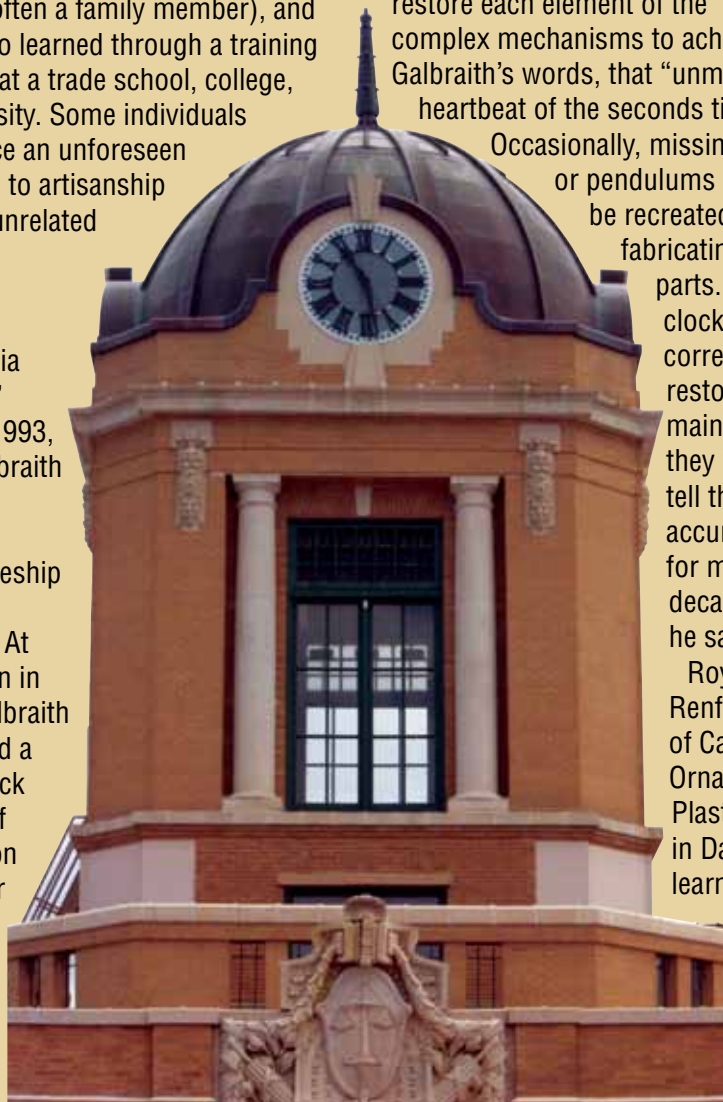 often a family member), and
o learned through a training
at a trade school, college,
sity. Some individuals
ce an unforeseen
to artisanship
unrelated
ia
993,
braith
eship
At
n in
lbraith
d a
ck
f
on
r
restore each element of the
complex mechanisms to ach
Galbraith’s words, that “unm
heartbeat of the seconds ti
Occasionally, missin
or pendulums
be recreated
fabricatin
parts.
clock
corre
resto
main
they
tell th
accur
for m
deca
he sa
Roy
Renf
of Ca
Orna
Plast
in Da
learn